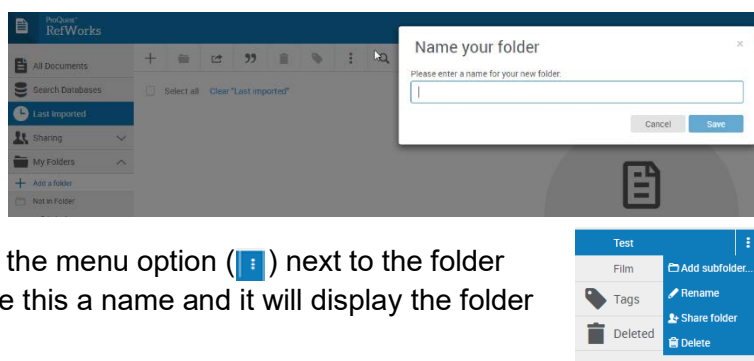 ProQuest®
RefWorks
All Documents
Search Databases
Last Imported
Sharing
My Folders
Add a folder
Not in Folder
Select all Clear "Last imported"
Name your folder
Please enter a name for your new folder:
Cancel Save
the menu option ( ) next to the folder
e this a name and it will display the folder
Test
Film
Tags
Deleted
Add subfolder...
Rename
Share folder
Delete